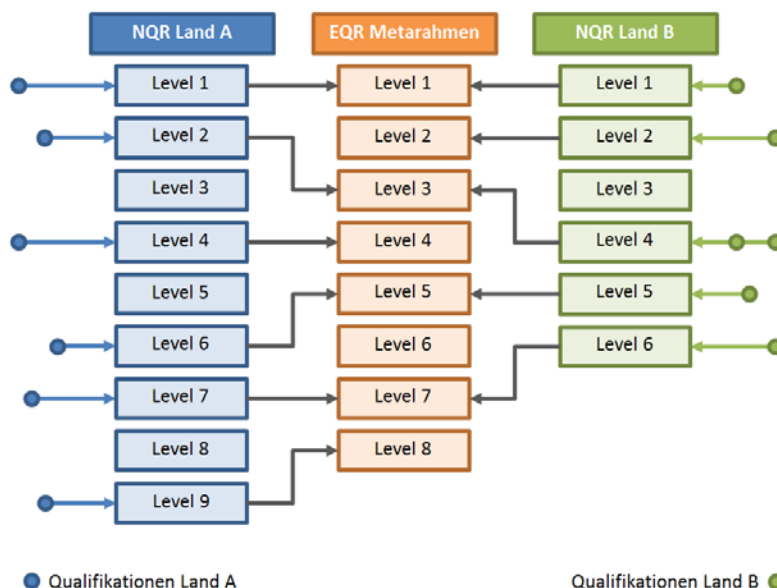 NQR Land A EQR Metarahmen NQR Land B
Level 1 Level 1 Level 1
Level 2 Level 2 Level 2
Level 3 Level 3 Level 3
Level 4 Level 4 Level 4
Level 5 Level 5 Level 5
Level 6 Level 6 Level 6
Level 7 Level 7
Level 8 Level 8
Level 9
Qualifikationen Land A Qualifikationen Land B